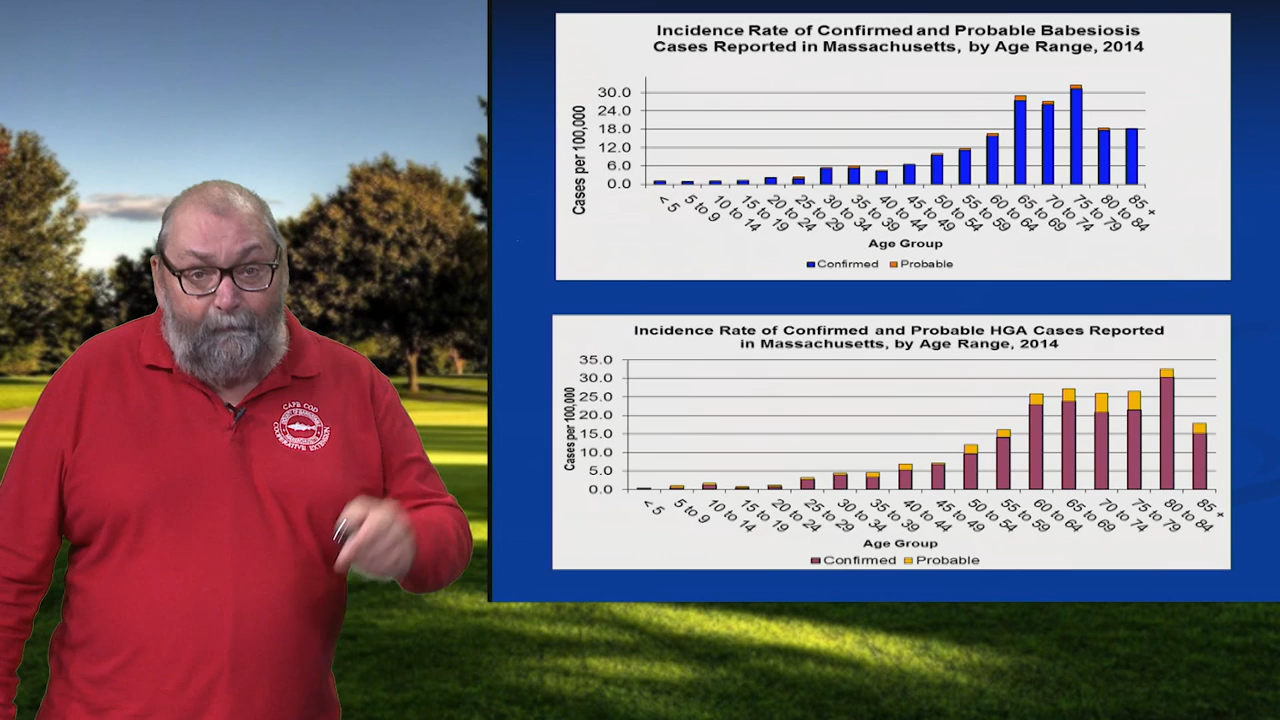 Incidence Rate of Confirmed and Probable Babesiosis
Cases Reported in Massachusetts, by Age Range, 2014
Cases per 100,000
30.0
24.0
18.0
12.0
6.0
0.0
< 5
5 to 9
10 to 14
15 to 19
20 to 24
25 to 29
30 to 34
35 to 39
40 to 44
45 to 49
50 to 54
55 to 59
60 to 64
65 to 69
70 to 74
75 to 79
80 to 84
85 +
Age Group
Confirmed Probable
Incidence Rate of Confirmed and Probable HGA Cases Reported
in Massachusetts, by Age Range, 2014
Cases per 100,000
35.0
30.0
25.0
20.0
15.0
10.0
5.0
0.0
< 5
5 to 9
10 to 14
15 to 19
20 to 24
25 to 29
30 to 34
35 to 39
40 to 44
45 to 49
50 to 54
55 to 59
60 to 64
65 to 69
70 to 74
75 to 79
80 to 84
85 +
Age Group
Confirmed Probable
CAPE COD
COOPERATIVE EXTENSION